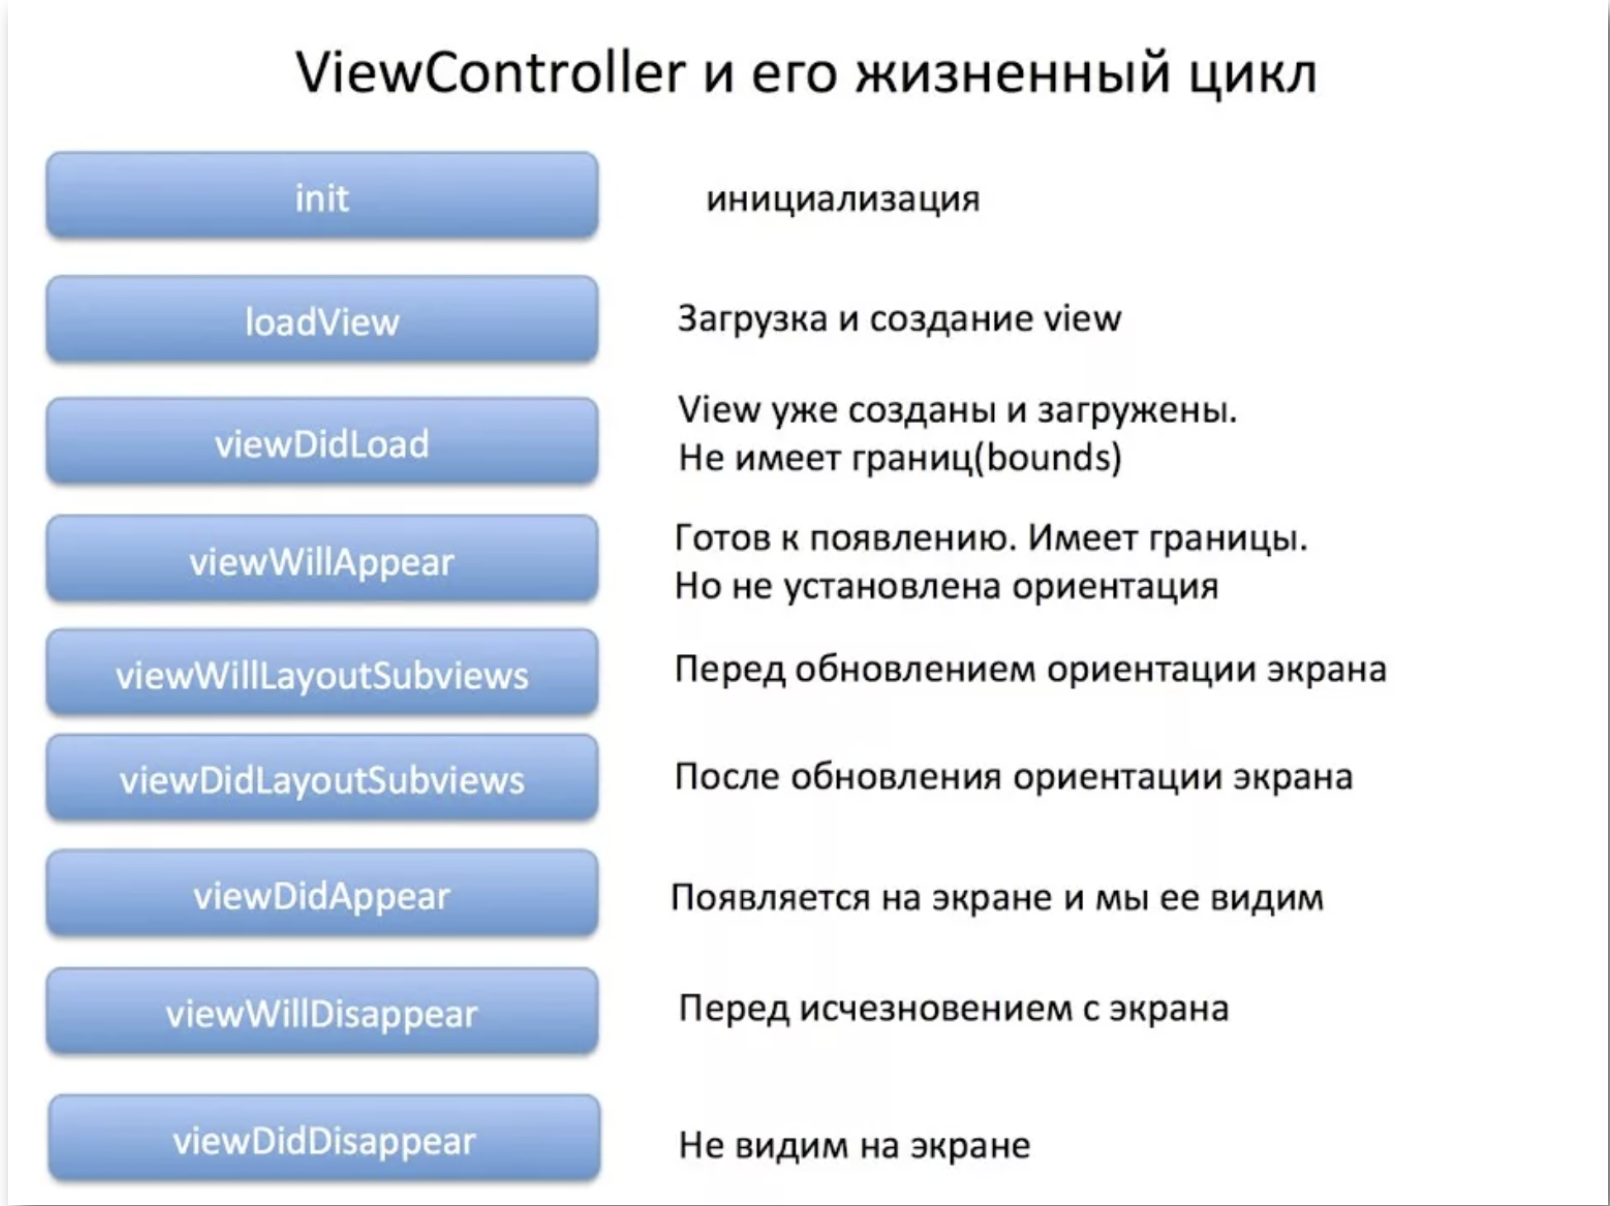 ViewController и его жизненный цикл
init
инициализация
loadView
Загрузка и создание view
viewDidLoad
View уже созданы и загружены.
Не имеет границ(bounds)
viewWillAppear
Готов к появлению. Имеет границы.
Но не установлена ориентация
viewWillLayoutSubviews
Перед обновлением ориентации экрана
viewDidLayoutSubviews
После обновления ориентации экрана
viewDidAppear
Появляется на экране и мы ее видим
viewWillDisappear
Перед исчезновением с экрана
viewDidDisappear
Не видим на экране